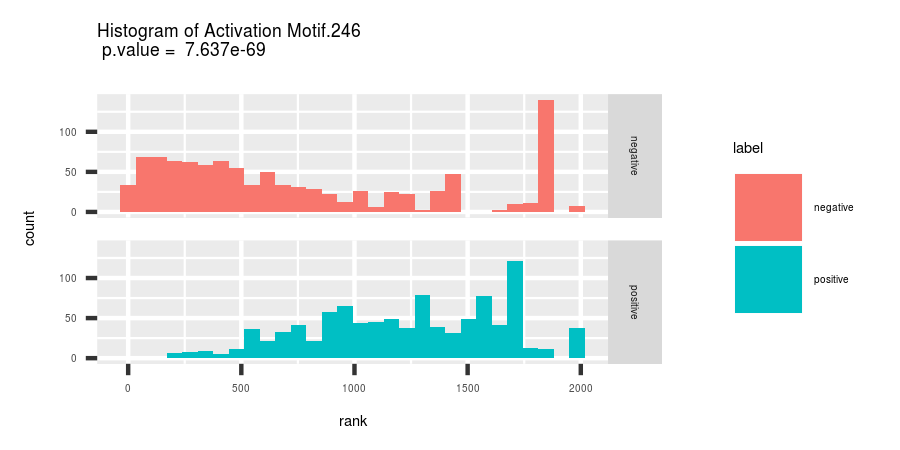 Histogram of Activation Motif.246
p.value =  7.637e-69
count
100
50
0
negative
100
50
0
positive
0
500
1000
1500
2000
rank
label
negative
positive